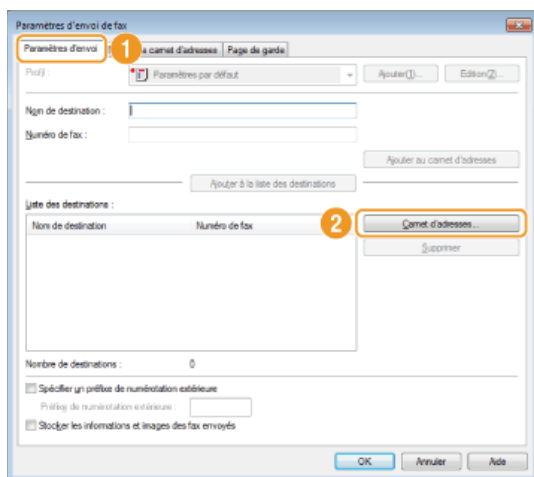 Paramètres d'envoi de fax
Paramètres d'envoi 1 a carnet d'adresses Page de garde
Profil : Paramètres par défaut Ajouter(1)... Edition(2)...
Nom de destination :
Numéro de fax :
Ajouter au carnet d'adresses
Ajouter à la liste des destinations
Liste des destinations :
Nom de destination Numéro de fax 2 Carnet d'adresses...
Supprimer
Nombre de destinations : 0
Spécifier un préfixe de numérotation extérieure
Préfixe de numérotation extérieure :
Stocker les informations et images des fax envoyés
OK Annuler Aide